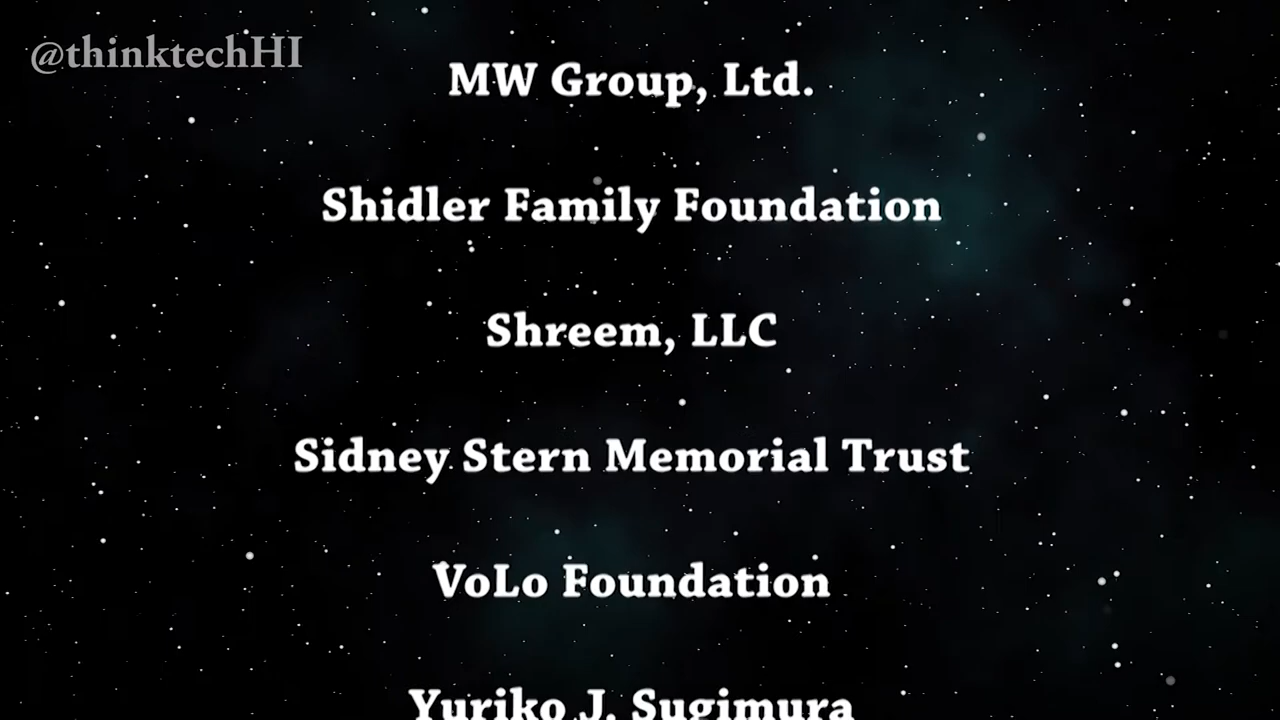 @thinktechHI
MW Group, Ltd.
Shidler Family Foundation
Shreem, LLC
Sidney Stern Memorial Trust
VoLo Foundation
Yuriko J. Sugimura